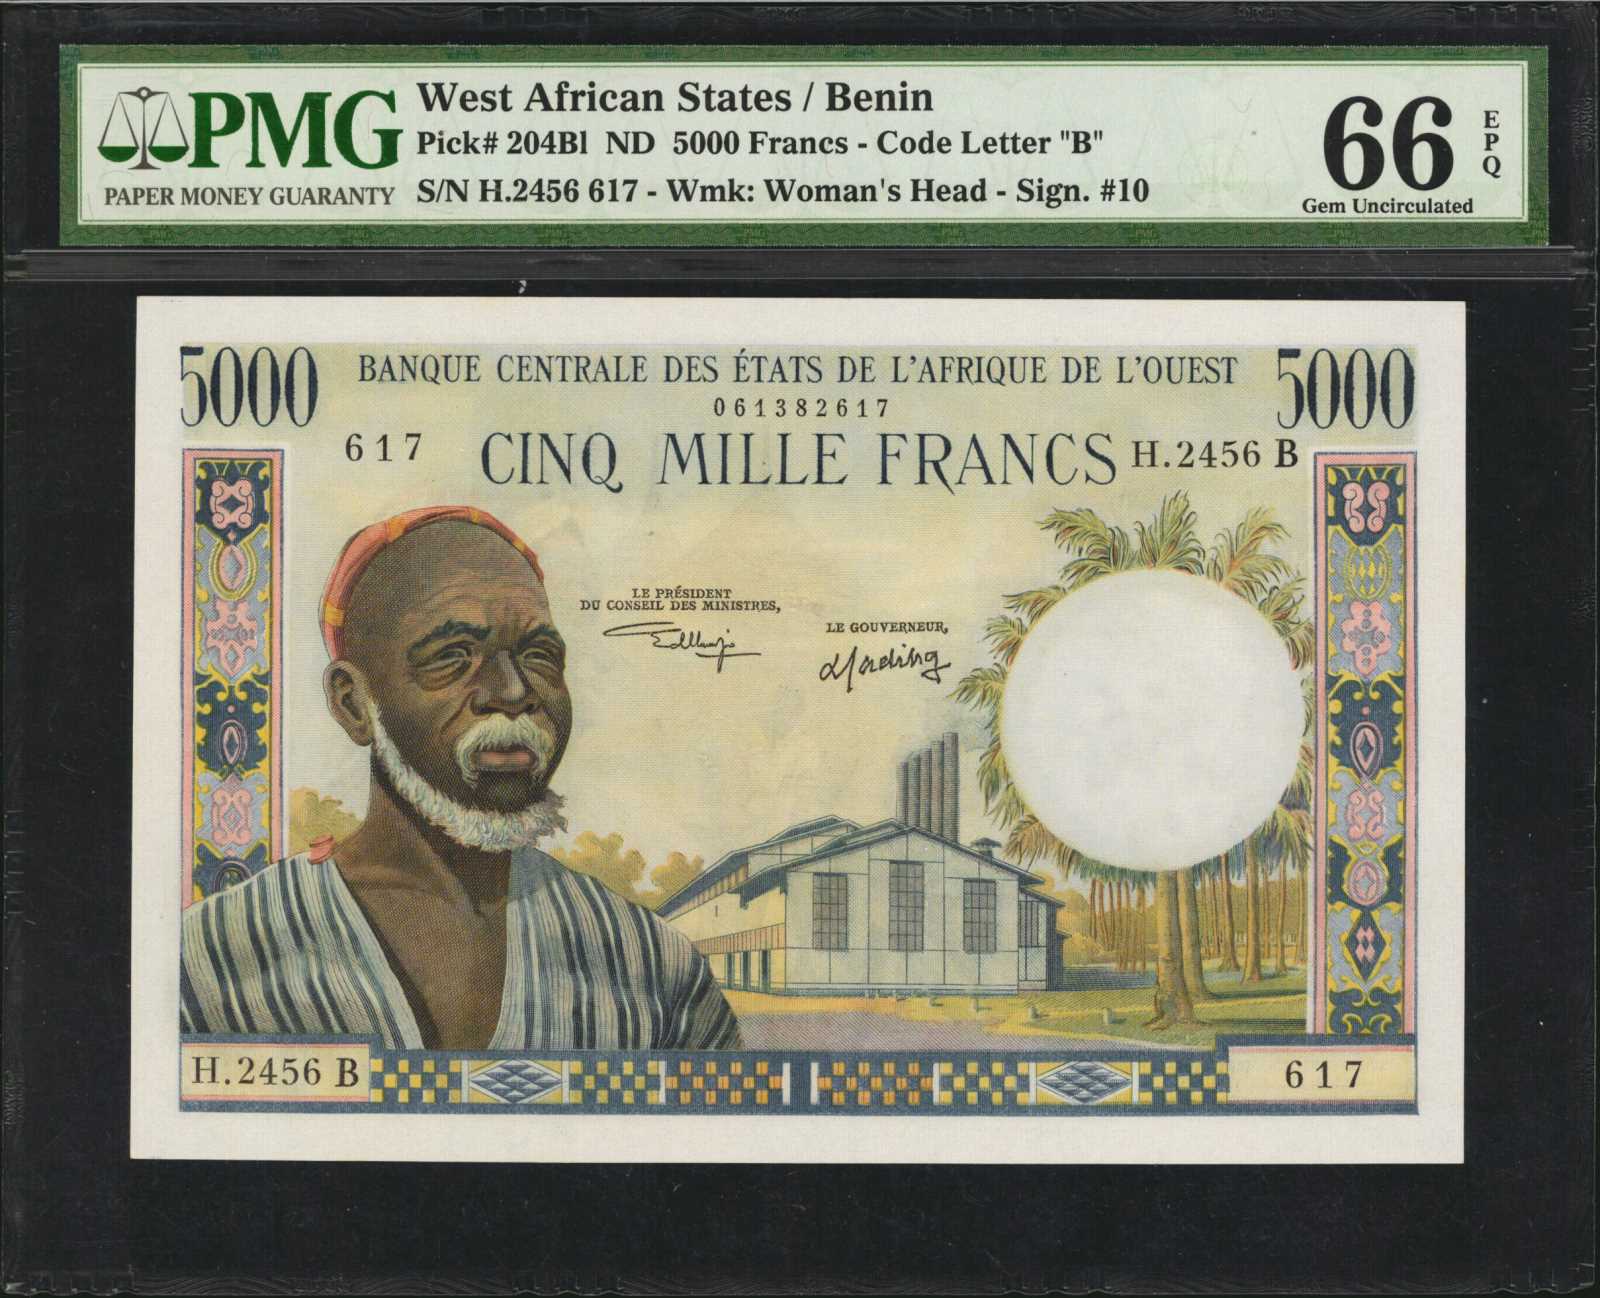 PMG
PAPER MONEY GUARANTY
West African States / Benin
Pick# 204Bl ND 5000 Francs - Code Letter "B"
S/N H.2456 617 - Wmk: Woman's Head - Sign. #10
66 EPQ
Gem Uncirculated
5000 BANQUE CENTRALE DES ÉTATS DE L'AFRIQUE DE L'OUEST 5000
061382617
617 CINQ MILLE FRANCS H.2456 B
LE PRÉSIDENT
DU CONSEIL DES MINISTRES,
LE GOUVERNEUR,
H.2456 B 617